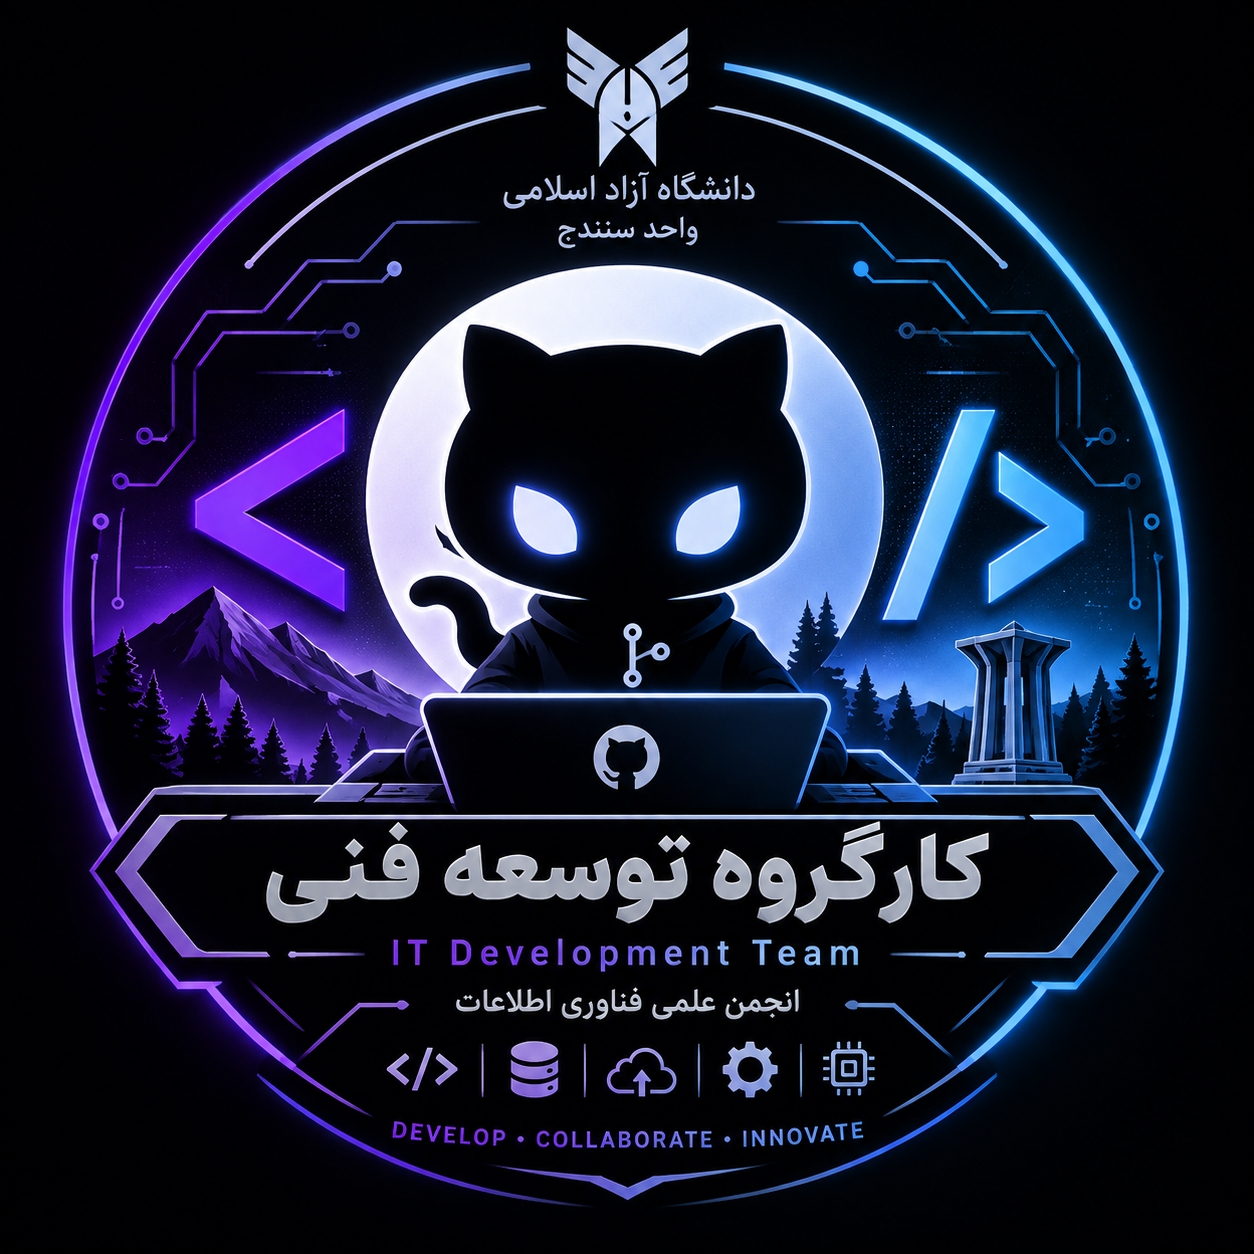 دانشگاه آزاد اسلامی
واحد سنندج
< />
کارگروه توسعه فنی
IT Development Team
انجمن علمی فناوری اطلاعات
</>
DEVELOP • COLLABORATE • INNOVATE